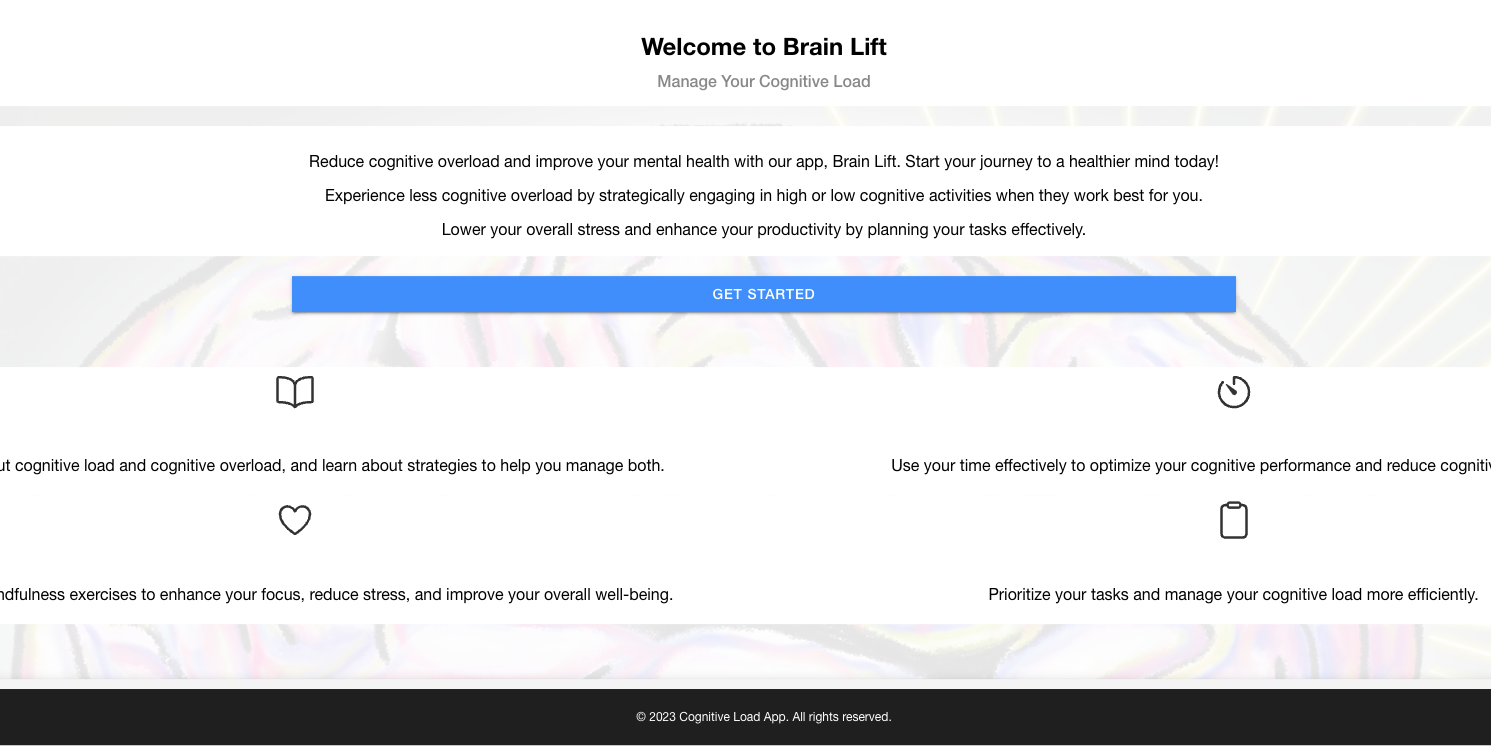 Welcome to Brain Lift
Manage Your Cognitive Load
Reduce cognitive overload and improve your mental health with our app, Brain Lift. Start your journey to a healthier mind today!
Experience less cognitive overload by strategically engaging in high or low cognitive activities when they work best for you.
Lower your overall stress and enhance your productivity by planning your tasks effectively.
GET STARTED
cognitive load and cognitive overload, and learn about strategies to help you manage both.
Use your time effectively to optimize your cognitive performance and reduce
exercises to enhance your focus, reduce stress, and improve your overall well-being.
Prioritize your tasks and manage your cognitive load more efficiently.
© 2023 Cognitive Load App. All rights reserved.